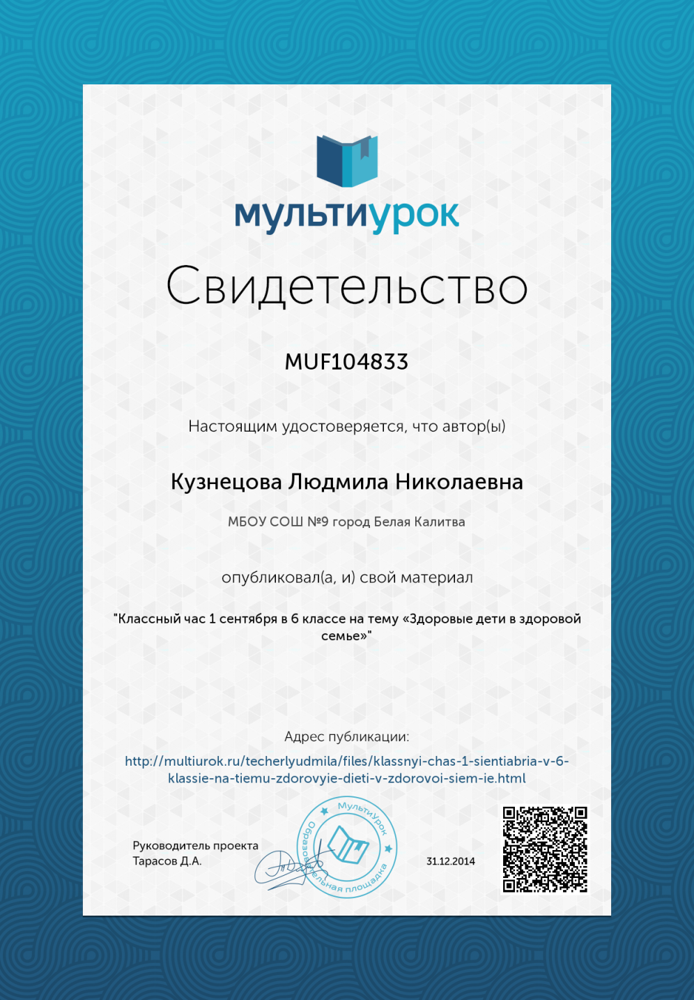 мультиурок
Свидетельство
MUF104833
Настоящим удостоверяется, что автор(ы)
Кузнецова Людмила Николаевна
МБОУ СОШ №9 город Белая Калитва
опубликовал(а, и) свой материал
"Классный час 1 сентября в 6 классе на тему «Здоровые дети в здоровой
семье»"
Адрес публикации:
http://multiurok.ru/techerlyudmila/files/klassnyi-chas-1-sientiabria-v-6-
klassie-na-tiemu-zdorovyie-dieti-v-zdorovoi-siem-ie.html
Руководитель проекта
Тарасов Д.А.
МультиУрок
Образовательная площадка
31.12.2014